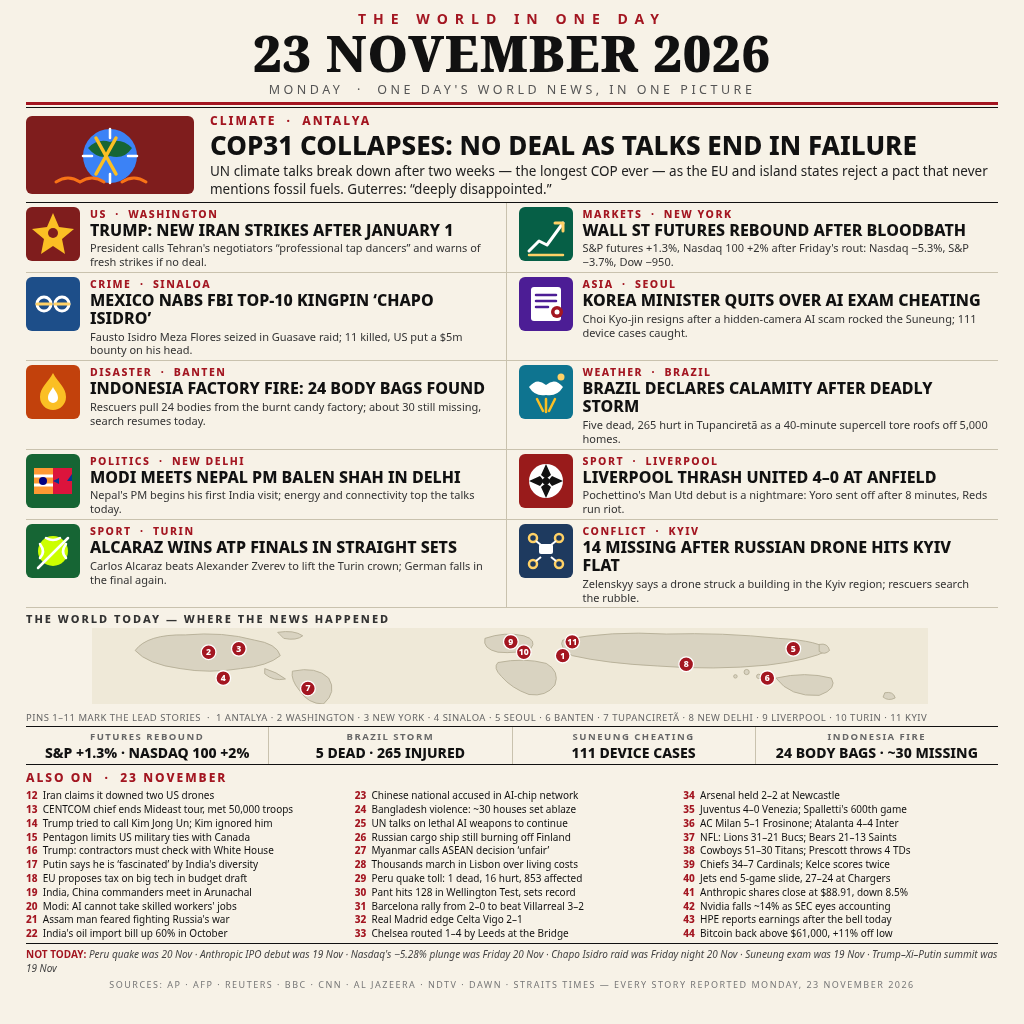 THE WORLD IN ONE DAY
23 NOVEMBER 2026
MONDAY · ONE DAY'S WORLD NEWS, IN ONE PICTURE
CLIMATE · ANTALYA
COP31 COLLAPSES: NO DEAL AS TALKS END IN FAILURE
UN climate talks break down after two weeks — the longest COP ever — as the EU and island states reject a pact that never
mentions fossil fuels. Guterres: “deeply disappointed.”
US · WASHINGTON
TRUMP: NEW IRAN STRIKES AFTER JANUARY 1
President calls Tehran's negotiators “professional tap dancers” and warns of
fresh strikes if no deal.
MARKETS · NEW YORK
WALL ST FUTURES REBOUND AFTER BLOODBATH
S&P futures +1.3%, Nasdaq 100 +2% after Friday's rout: Nasdaq −5.3%, S&P
−3.7%, Dow −950.
CRIME · SINALOA
MEXICO NABS FBI TOP-10 KINGPIN ‘CHAPO
ISIDRO’
Fausto Isidro Meza Flores seized in Guasave raid; 11 killed, US put a $5m
bounty on his head.
ASIA · SEOUL
KOREA MINISTER QUITS OVER AI EXAM CHEATING
Choi Kyo-jin resigns after a hidden-camera AI scam rocked the Suneung; 111
device cases caught.
DISASTER · BANTEN
INDONESIA FACTORY FIRE: 24 BODY BAGS FOUND
Rescuers pull 24 bodies from the burnt candy factory; about 30 still missing,
search resumes today.
WEATHER · BRAZIL
BRAZIL DECLARES CALAMITY AFTER DEADLY
STORM
Five dead, 265 hurt in Tupanciretã as a 40-minute supercell tore roofs off 5,000
homes.
POLITICS · NEW DELHI
MODI MEETS NEPAL PM BALEN SHAH IN DELHI
Nepal's PM begins his first India visit; energy and connectivity top the talks
today.
SPORT · LIVERPOOL
LIVERPOOL THRASH UNITED 4–0 AT ANFIELD
Pochettino's Man Utd debut is a nightmare: Yoro sent off after 8 minutes, Reds
run riot.
SPORT · TURIN
ALCARAZ WINS ATP FINALS IN STRAIGHT SETS
Carlos Alcaraz beats Alexander Zverev to lift the Turin crown; German falls in
the final again.
CONFLICT · KYIV
14 MISSING AFTER RUSSIAN DRONE HITS KYIV
FLAT
Zelenskyy says a drone struck a building in the Kyiv region; rescuers search
the rubble.
THE WORLD TODAY — WHERE THE NEWS HAPPENED
2 3 4 7 9 10 11 1 8 5 6
PINS 1–11 MARK THE LEAD STORIES · 1 ANTALYA · 2 WASHINGTON · 3 NEW YORK · 4 SINALOA · 5 SEOUL · 6 BANTEN · 7 TUPANCIRETÃ · 8 NEW DELHI · 9 LIVERPOOL · 10 TURIN · 11 KYIV
FUTURES REBOUND
S&P +1.3% · NASDAQ 100 +2%
BRAZIL STORM
5 DEAD · 265 INJURED
SUNEUNG CHEATING
111 DEVICE CASES
INDONESIA FIRE
24 BODY BAGS · ~30 MISSING
ALSO ON · 23 NOVEMBER
12 Iran claims it downed two US drones
13 CENTCOM chief ends Mideast tour, met 50,000 troops
14 Trump tried to call Kim Jong Un; Kim ignored him
15 Pentagon limits US military ties with Canada
16 Trump: contractors must check with White House
17 Putin says he is ‘fascinated’ by India's diversity
18 EU proposes tax on big tech in budget draft
19 India, China commanders meet in Arunachal
20 Modi: AI cannot take skilled workers' jobs
21 Assam man feared fighting Russia's war
22 India's oil import bill up 60% in October
23 Chinese national accused in AI-chip network
24 Bangladesh violence: ~30 houses set ablaze
25 UN talks on lethal AI weapons to continue
26 Russian cargo ship still burning off Finland
27 Myanmar calls ASEAN decision ‘unfair’
28 Thousands march in Lisbon over living costs
29 Peru quake toll: 1 dead, 16 hurt, 853 affected
30 Pant hits 128 in Wellington Test, sets record
31 Barcelona rally from 2–0 to beat Villarreal 3–2
32 Real Madrid edge Celta Vigo 2–1
33 Chelsea routed 1–4 by Leeds at the Bridge
34 Arsenal held 2–2 at Newcastle
35 Juventus 4–0 Venezia; Spalletti's 600th game
36 AC Milan 5–1 Frosinone; Atalanta 4–4 Inter
37 NFL: Lions 31–21 Bucs; Bears 21–13 Saints
38 Cowboys 51–30 Titans; Prescott throws 4 TDs
39 Chiefs 34–7 Cardinals; Kelce scores twice
40 Jets end 5-game slide, 27–24 at Chargers
41 Anthropic shares close at $88.91, down 8.5%
42 Nvidia falls ~14% as SEC eyes accounting
43 HPE reports earnings after the bell today
44 Bitcoin back above $61,000, +11% off low
NOT TODAY: Peru quake was 20 Nov · Anthropic IPO debut was 19 Nov · Nasdaq's −5.28% plunge was Friday 20 Nov · Chapo Isidro raid was Friday night 20 Nov · Suneung exam was 19 Nov · Trump–Xi–Putin summit was
19 Nov
SOURCES: AP · AFP · REUTERS · BBC · CNN · AL JAZEERA · NDTV · DAWN · STRAITS TIMES — EVERY STORY REPORTED MONDAY, 23 NOVEMBER 2026